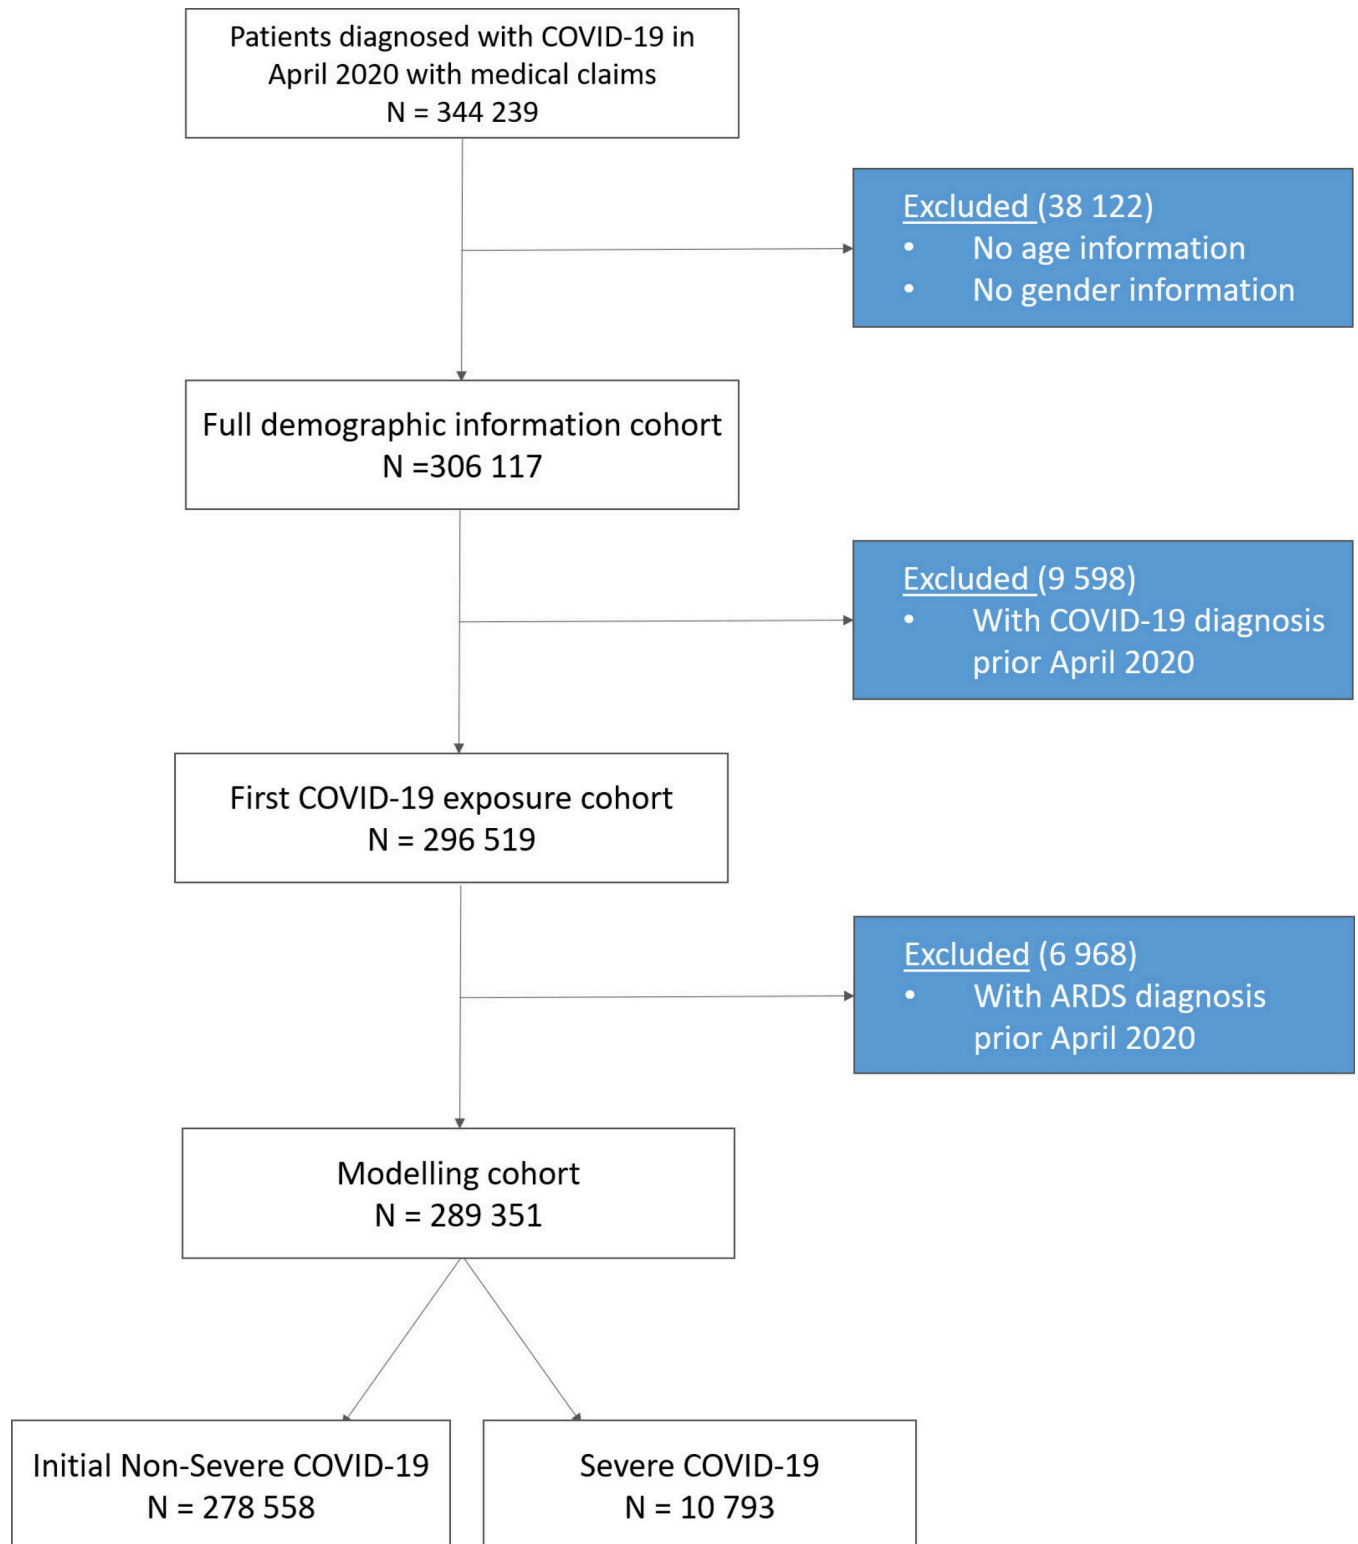 Patients diagnosed with COVID-19 in
April 2020 with medical claims
N = 344 239
Excluded (38 122)
• No age information
• No gender information
Full demographic information cohort
N =306 117
Excluded (9 598)
• With COVID-19 diagnosis
prior April 2020
First COVID-19 exposure cohort
N = 296 519
Excluded (6 968)
• With ARDS diagnosis
prior April 2020
Modelling cohort
N = 289 351
Initial Non-Severe COVID-19
N = 278 558
Severe COVID-19
N = 10 793